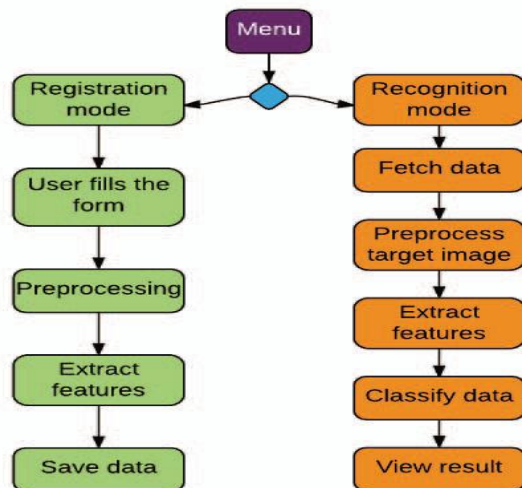 Menu
Registration
mode
User fills the
form
Preprocessing
Extract
features
Save data
Recognition
mode
Fetch data
Preprocess
target image
Extract
features
Classify data
View result